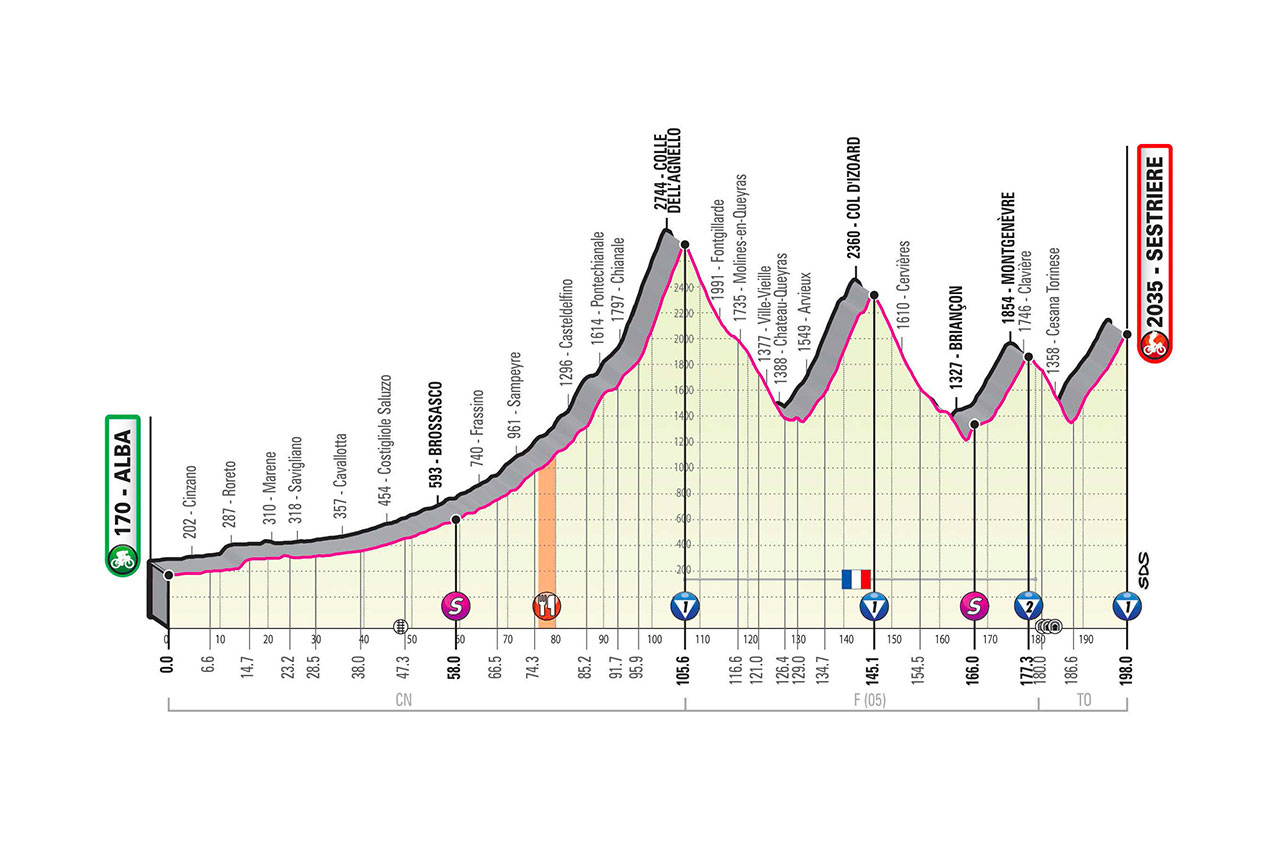 170 - ALBA
202 - Cinzano
287 - Roreto
310 - Marene
318 - Savigliano
357 - Cavallotta
454 - Costigliole Saluzzo
593 - BROSSASCO
740 - Frassino
961 - Sampeyre
1296 - Casteldelfino
1614 - Pontechianale
1797 - Chianale
2744 - COLLE
DELL'AGNELLO
1991 - Fontgillarde
1735 - Molines-en-Queyras
1377 - Ville-Vieille
1388 - Chateau-Queyras
1549 - Arvieux
2360 - COL D'IZOARD
1610 - Cervières
1327 - BRIANÇON
1854 - MONTGENÈVRE
1746 - Clavière
1358 - Cesana Torinese
2035 - SESTRIERE
2400
2200
2000
1800
1600
1400
1200
1000
800
600
400
200
SDS
S
1
1
S
2
1
0 10 20 30 40 50 60 70 80 90 100 110 120 130 140 150 160 170 180 190
0.0
6.6
14.7
23.2
28.5
38.0
47.3
58.0
66.5
74.3
85.2
91.7
95.9
105.6
116.6
121.0
126.4
129.0
134.7
145.1
154.5
166.0
177.3
180.0
186.6
198.0
CN
F (05)
TO